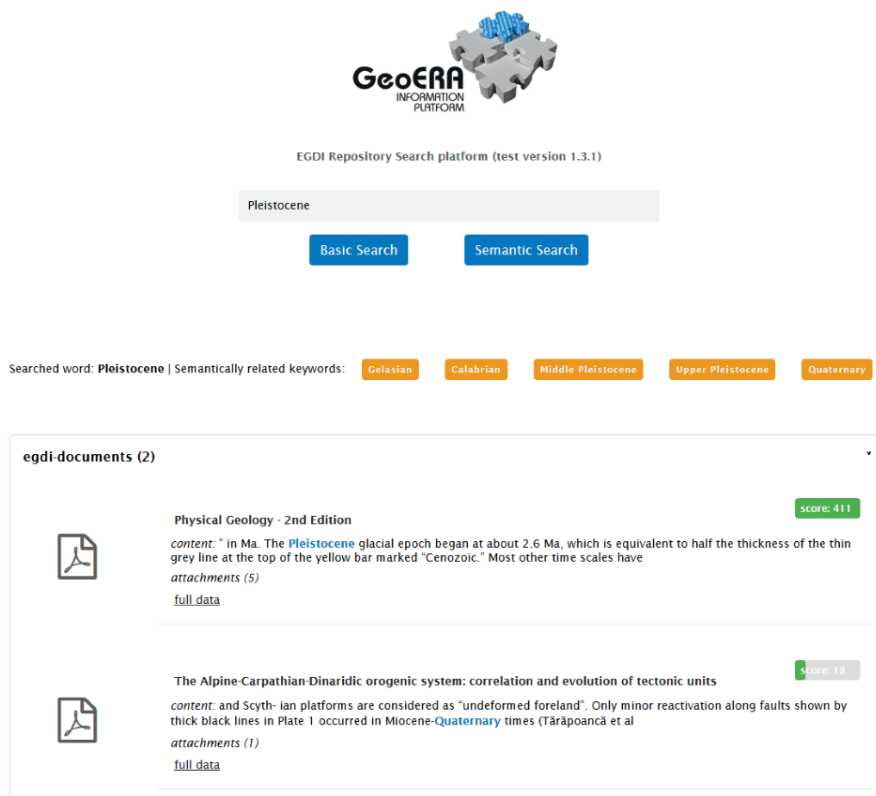 GeoERA
INFORMATION
PLATFORM
EGDI Repository Search platform (test version 1.3.1)
Pleistocene
Basic Search
Semantic Search
Searched word: Pleistocene | Semantically related keywords:
Gelasian
Calabrian
Middle Pleistocene
Upper Pleistocene
Quaternary
egdi-documents (2)
score: 411
Physical Geology - 2nd Edition
content: " in Ma. The Pleistocene glacial epoch began at about 2.6 Ma, which is equivalent to half the thickness of the thin
grey line at the top of the yellow bar marked “Cenozoic.” Most other time scales have
attachments (5)
full data
score: 18
The Alpine-Carpathian-Dinaridic orogenic system: correlation and evolution of tectonic units
content: and Scyth- ian platforms are considered as “undeformed foreland”. Only minor reactivation along faults shown by
thick black lines in Plate 1 occurred in Miocene-Quaternary times (Tărăpoancă et al
attachments (1)
full data